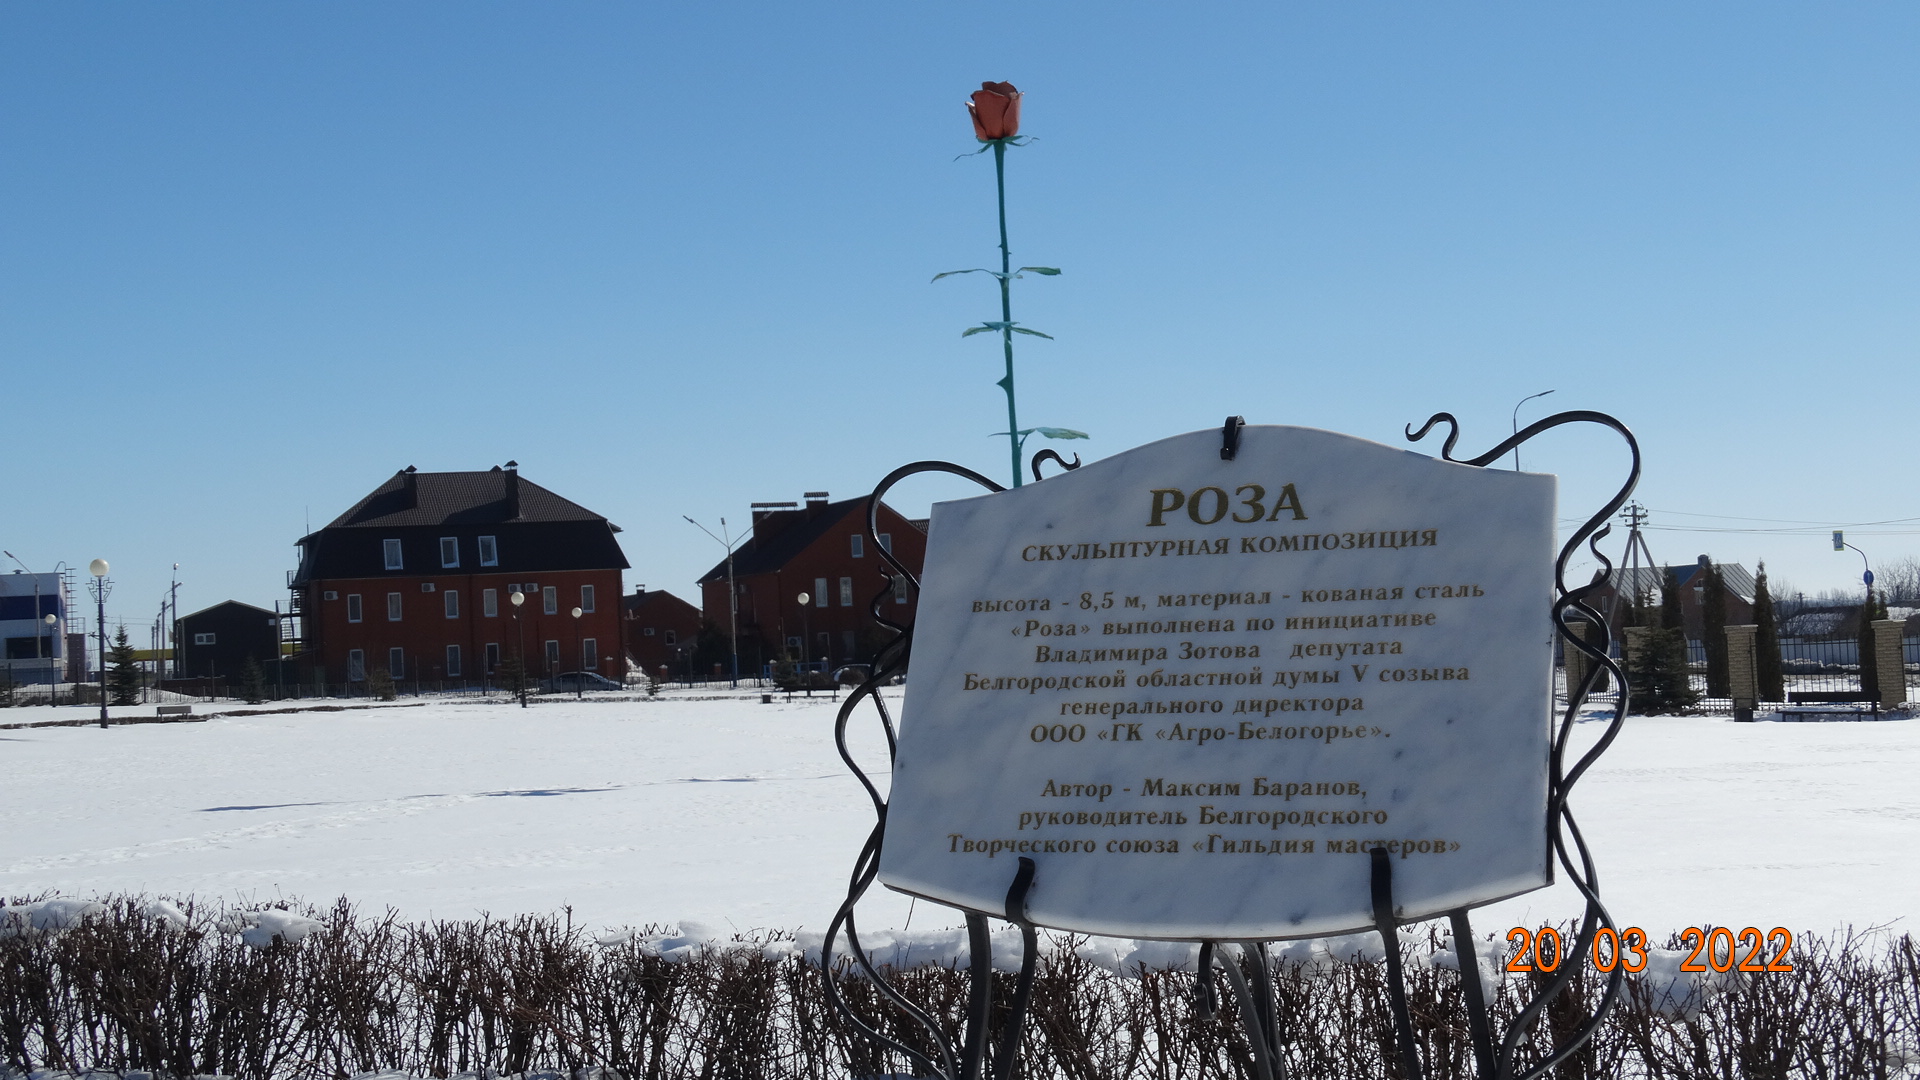 РОЗА
СКУЛЬПТУРНАЯ КОМПОЗИЦИЯ
высота - 8,5 м, материал - кованая сталь
«Роза» выполнена по инициативе
Владимира Зотова депутата
Белгородской областной думы V созыва
генерального директора
ООО «ГК «Агро-Белогорье».
Автор - Максим Баранов,
руководитель Белгородского
Творческого союза «Гильдия мастеров»
20 03 2022